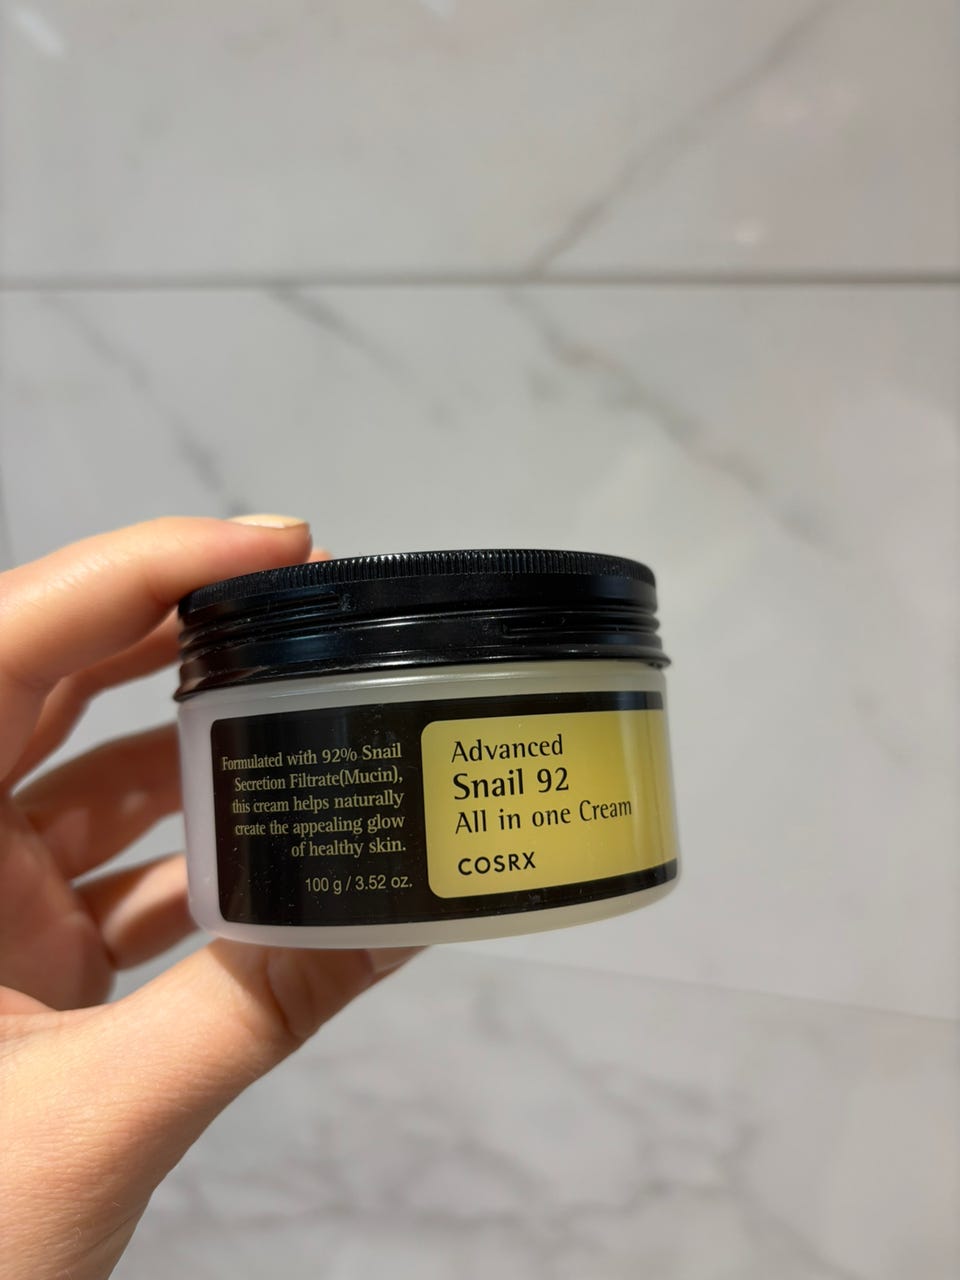 Formulated with 92% Snail
Secretion Filtrate(Mucin),
this cream helps naturally
create the appealing glow
of healthy skin.
100 g / 3.52 oz.
Advanced
Snail 92
All in one Cream
COSRX